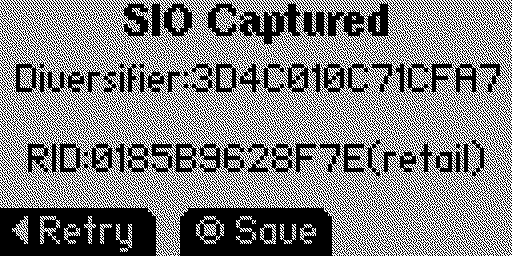 SIO Captured
Diversifier:3D4C010C71CFA7
RID:0185B9628F7E(retail)
Retry
Save